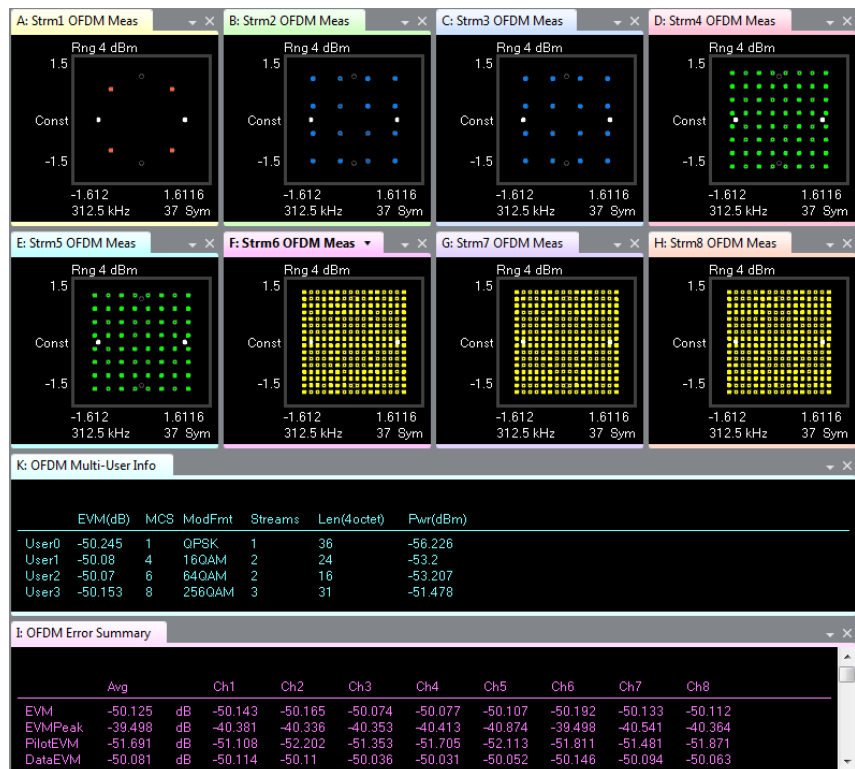 A: Strm1 OFDM Meas
B: Strm2 OFDM Meas
C: Strm3 OFDM Meas
D: Strm4 OFDM Meas
Rng 4 dBm
Rng 4 dBm
Rng 4 dBm
Rng 4 dBm
1.5
1.5
1.5
1.5
Const
Const
Const
Const
-1.5
-1.5
-1.5
-1.5
-1.612 1.6116
-1.612 1.6116
-1.612 1.6116
-1.612 1.6116
312.5 kHz 37 Sym
312.5 kHz 37 Sym
312.5 kHz 37 Sym
312.5 kHz 37 Sym
E: Strm5 OFDM Meas
F: Strm6 OFDM Meas
G: Strm7 OFDM Meas
H: Strm8 OFDM Meas
Rng 4 dBm
Rng 4 dBm
Rng 4 dBm
Rng 4 dBm
1.5
1.5
1.5
1.5
Const
Const
Const
Const
-1.5
-1.5
-1.5
-1.5
-1.612 1.6116
-1.612 1.6116
-1.612 1.6116
-1.612 1.6116
312.5 kHz 37 Sym
312.5 kHz 37 Sym
312.5 kHz 37 Sym
312.5 kHz 37 Sym
K: OFDM Multi-User Info
EVM(dB) MCS ModFmt Streams Len(4octet) Pwr(dBm)
User0 -50.245 1 QPSK 1 36 -56.226
User1 -50.08 4 16QAM 2 24 -53.2
User2 -50.07 6 64QAM 2 16 -53.207
User3 -50.153 8 256QAM 3 31 -51.478
I: OFDM Error Summary
Avg Ch1 Ch2 Ch3 Ch4 Ch5 Ch6 Ch7 Ch8
EVM -50.125 dB -50.143 -50.165 -50.074 -50.077 -50.107 -50.192 -50.133 -50.112
EVMPeak -39.498 dB -40.381 -40.336 -40.353 -40.413 -40.874 -39.498 -40.541 -40.364
PilotEVM -51.691 dB -51.108 -52.202 -51.353 -51.705 -52.113 -51.811 -51.481 -51.871
DataEVM -50.081 dB -50.114 -50.11 -50.036 -50.031 -50.052 -50.146 -50.094 -50.063